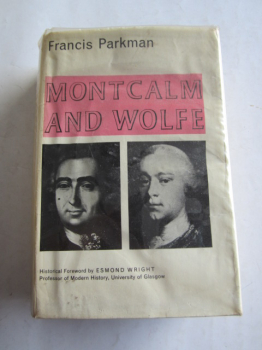 Francis Parkman
MONTCALM
AND WOLFE
Historical Foreword by ESMOND WRIGHT
Professor of Modern History, University of Glasgow